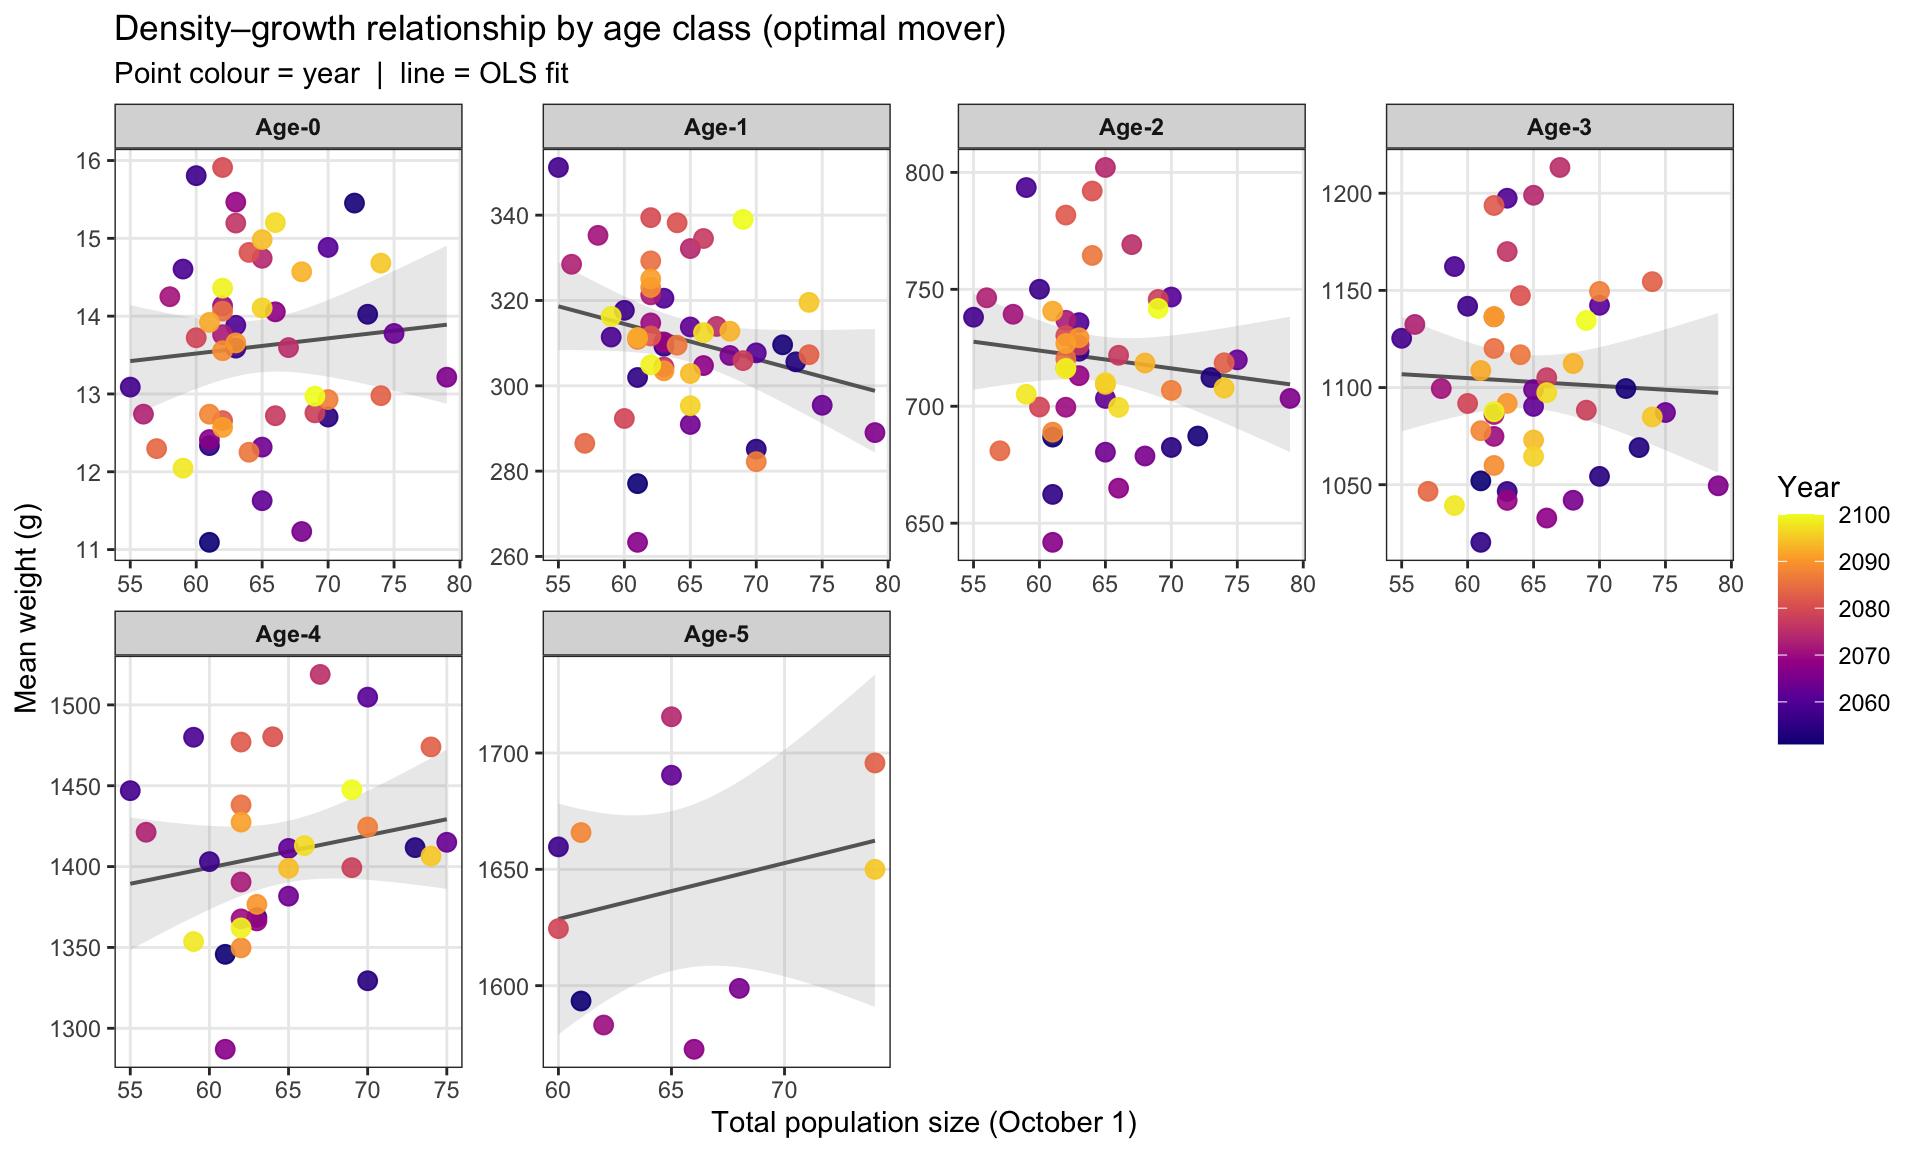 Density–growth relationship by age class (optimal mover)
Point colour = year | line = OLS fit
Age-0
Age-1
Age-2
Age-3
16
15
14
13
12
11
55 60 65 70 75 80
340
320
300
280
260
55 60 65 70 75 80
800
750
700
650
55 60 65 70 75 80
1200
1150
1100
1050
55 60 65 70 75 80
Age-4
Age-5
1500
1450
1400
1350
1300
55 60 65 70 75
1700
1650
1600
60 65 70
Mean weight (g)
Total population size (October 1)
Year
2100
2090
2080
2070
2060